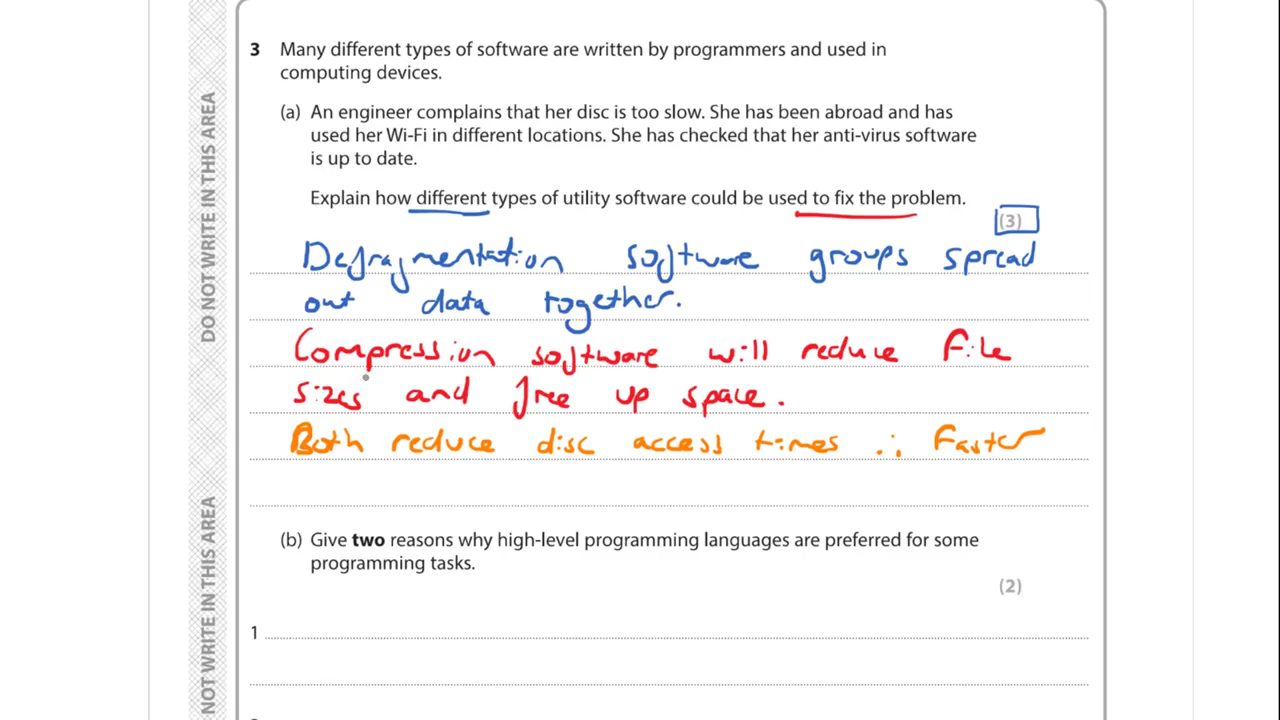 3 Many different types of software are written by programmers and used in
computing devices.
(a) An engineer complains that her disc is too slow. She has been abroad and has
used her Wi-Fi in different locations. She has checked that her anti-virus software
is up to date.
Explain how different types of utility software could be used to fix the problem.
(3)
Defragmentation software groups spread
out data together.
Compression software will reduce file
sizes and free up space.
Both reduce disc access times ∴ Faster
(b) Give two reasons why high-level programming languages are preferred for some
programming tasks.
(2)
1
DO NOT WRITE IN THIS AREA
NOT WRITE IN THIS AREA